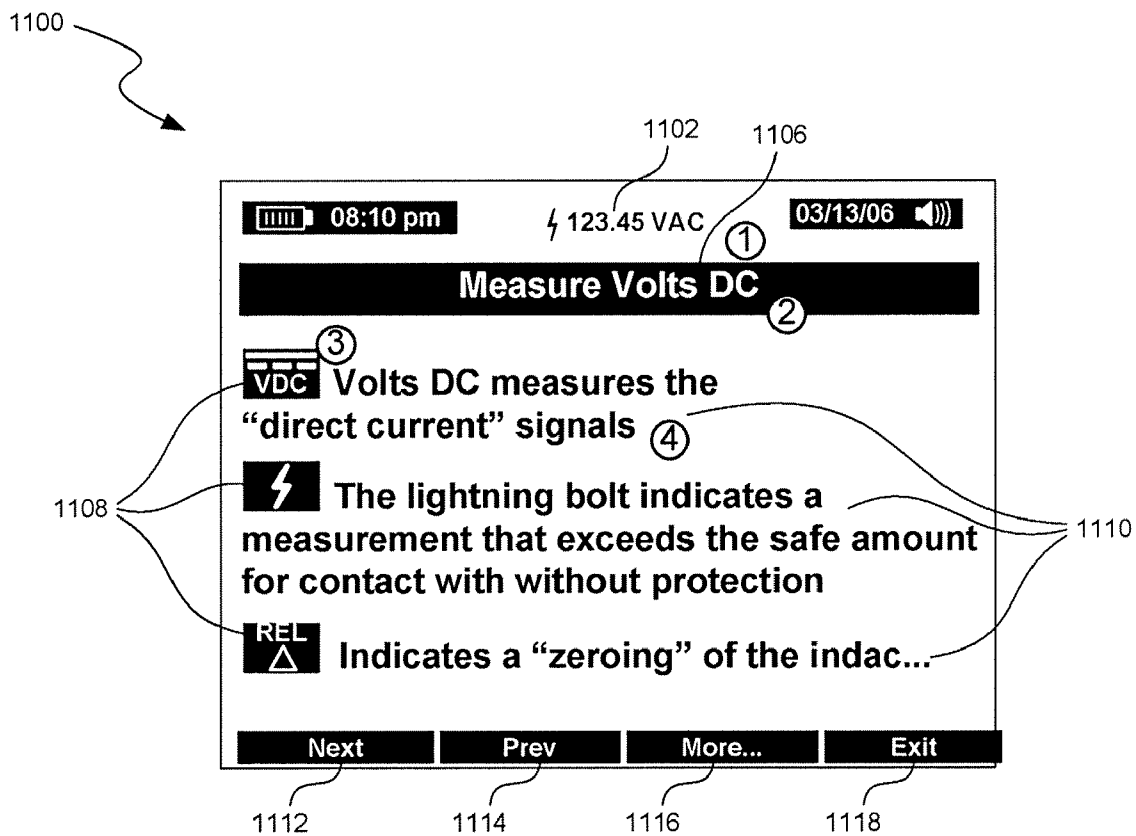 1100
1102
1106
08:10 pm
123.45 VAC
03/13/06
1
Measure Volts DC
2
3
VDC Volts DC measures the
“direct current” signals
4
1108
The lightning bolt indicates a
measurement that exceeds the safe amount
for contact with without protection
1110
REL
Indicates a “zeroing” of the indac...
Next Prev More... Exit
1112 1114 1116 1118